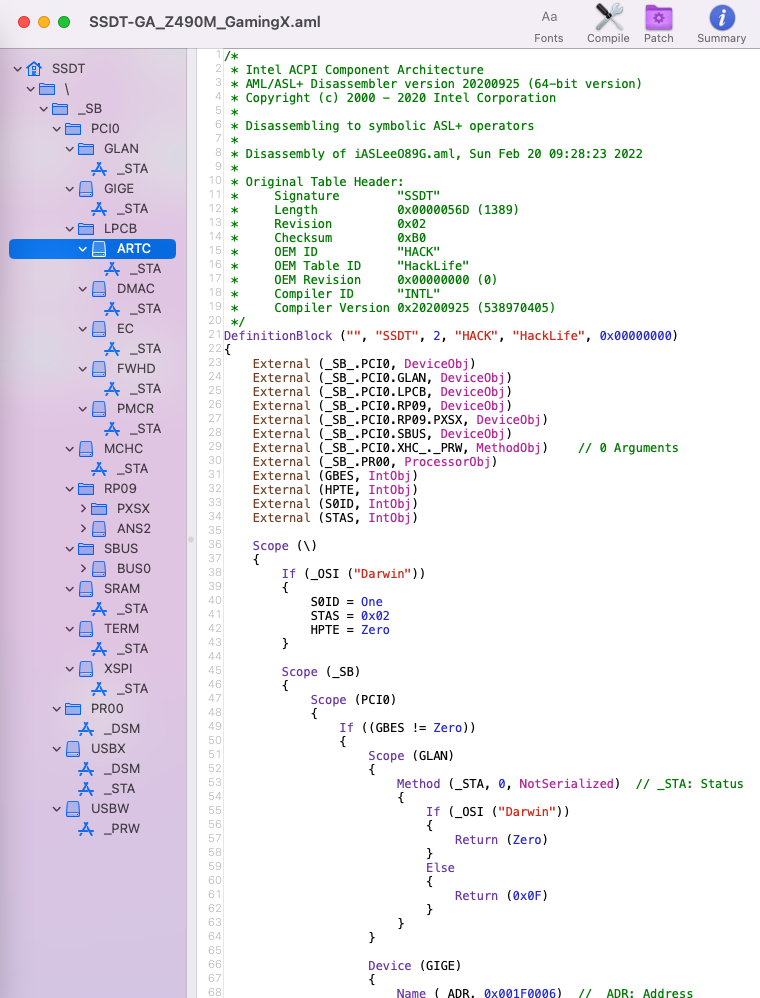 SSDT-GA_Z490M_GamingX.aml
Aa
Fonts
Compile
Patch
Summary
SSDT
\
_SB
PCI0
GLAN
_STA
GIGE
_STA
LPCB
ARTC
_STA
DMAC
_STA
EC
_STA
FWHD
_STA
PMCR
_STA
MCHC
_STA
RP09
PXSX
ANS2
SBUS
BUS0
SRAM
_STA
TERM
_STA
XSPI
_STA
PR00
_DSM
USBX
_DSM
_STA
USBW
_PRW
1 /*
2 * Intel ACPI Component Architecture
3 * AML/ASL+ Disassembler version 20200925 (64-bit version)
4 * Copyright (c) 2000 - 2020 Intel Corporation
5 *
6 * Disassembling to symbolic ASL+ operators
7 *
8 * Disassembly of iASLeeO89G.aml, Sun Feb 20 09:28:23 2022
9 *
10 * Original Table Header:
11 *     Signature        "SSDT"
12 *     Length           0x0000056D (1389)
13 *     Revision         0x02
14 *     Checksum         0xB0
15 *     OEM ID           "HACK"
16 *     OEM Table ID     "HackLife"
17 *     OEM Revision     0x00000000 (0)
18 *     Compiler ID      "INTL"
19 *     Compiler Version 0x20200925 (538970405)
20 */
21 DefinitionBlock ("", "SSDT", 2, "HACK", "HackLife", 0x00000000)
22 {
23     External (_SB_.PCI0, DeviceObj)
24     External (_SB_.PCI0.GLAN, DeviceObj)
25     External (_SB_.PCI0.LPCB, DeviceObj)
26     External (_SB_.PCI0.RP09, DeviceObj)
27     External (_SB_.PCI0.RP09.PXSX, DeviceObj)
28     External (_SB_.PCI0.SBUS, DeviceObj)
29     External (_SB_.PCI0.XHC_._PRW, MethodObj)    // 0 Arguments
30     External (_SB_.PR00, ProcessorObj)
31     External (GBES, IntObj)
32     External (HPTE, IntObj)
33     External (S0ID, IntObj)
34     External (STAS, IntObj)
35
36     Scope (\)
37     {
38         If (_OSI ("Darwin"))
39         {
40             S0ID = One
41             STAS = 0x02
42             HPTE = Zero
43         }
44
45         Scope (_SB)
46         {
47             Scope (PCI0)
48             {
49                 If ((GBES != Zero))
50                 {
51                     Scope (GLAN)
52                     {
53                         Method (_STA, 0, NotSerialized)  // _STA: Status
54                         {
55                             If (_OSI ("Darwin"))
56                             {
57                                 Return (Zero)
58                             }
59                             Else
60                             {
61                                 Return (0x0F)
62                             }
63                         }
64                     }
65
66                     Device (GIGE)
67                     {
68                         Name (_ADR, 0x001F0006)  // _ADR: Address